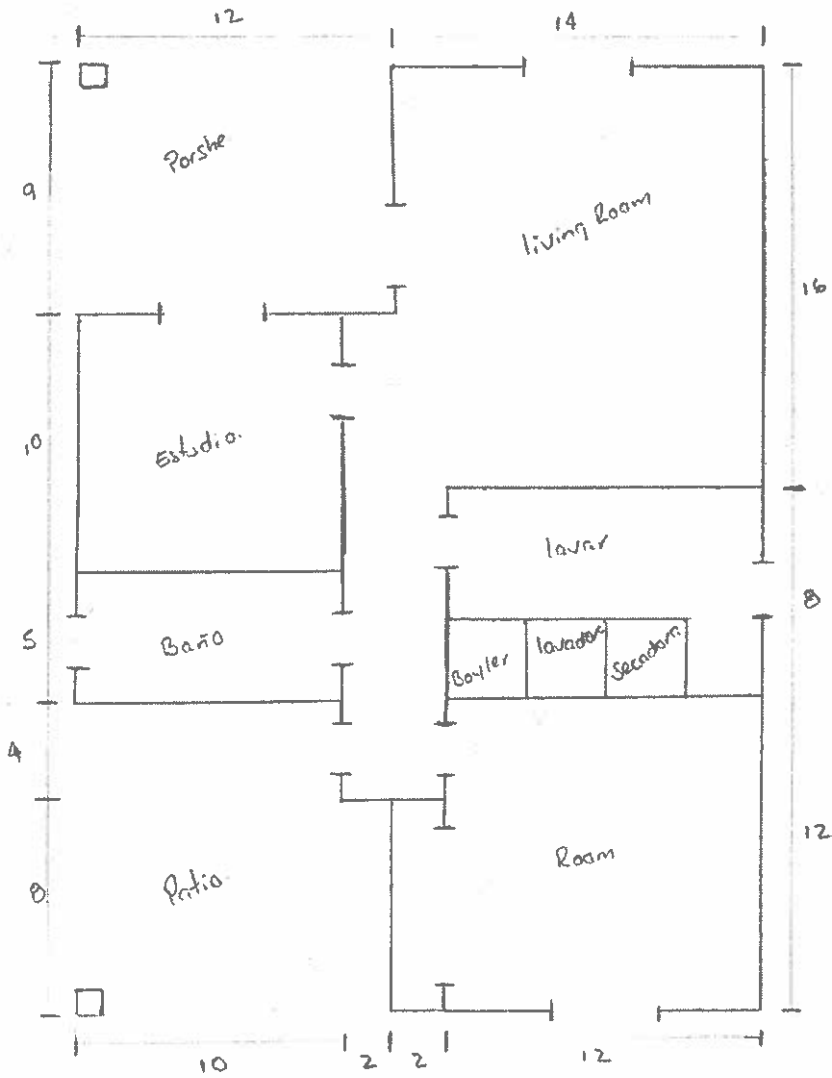 12
14
Porshe
9
living Room
16
Estudio.
10
lavar
8
Baño
5
Boyler
lavadora
Secadora
4
Room
12
Patio
8
10
2
2
12